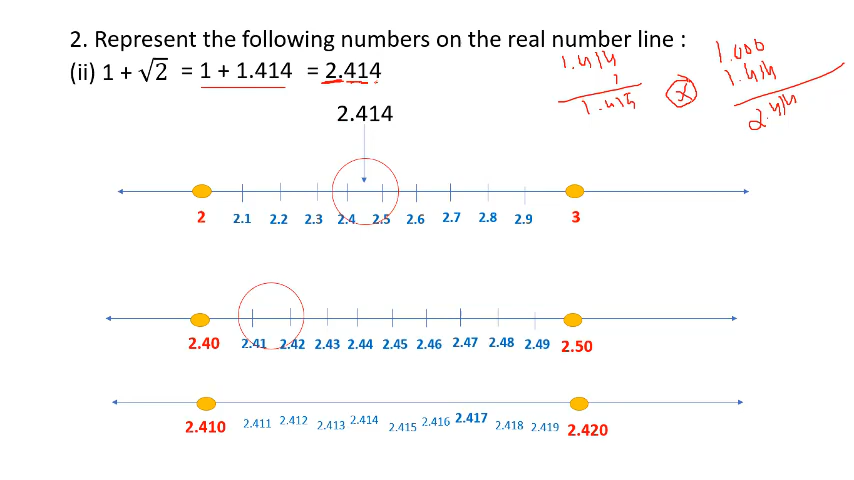 2. Represent the following numbers on the real number line :
(ii) 1 + √2 = 1 + 1.414 = 2.414
1.414
1
1.415
x
1.000
1.414
2.414
2.414
2 2.1 2.2 2.3 2.4 2.5 2.6 2.7 2.8 2.9 3
2.40 2.41 2.42 2.43 2.44 2.45 2.46 2.47 2.48 2.49 2.50
2.410 2.411 2.412 2.413 2.414 2.415 2.416 2.417 2.418 2.419 2.420